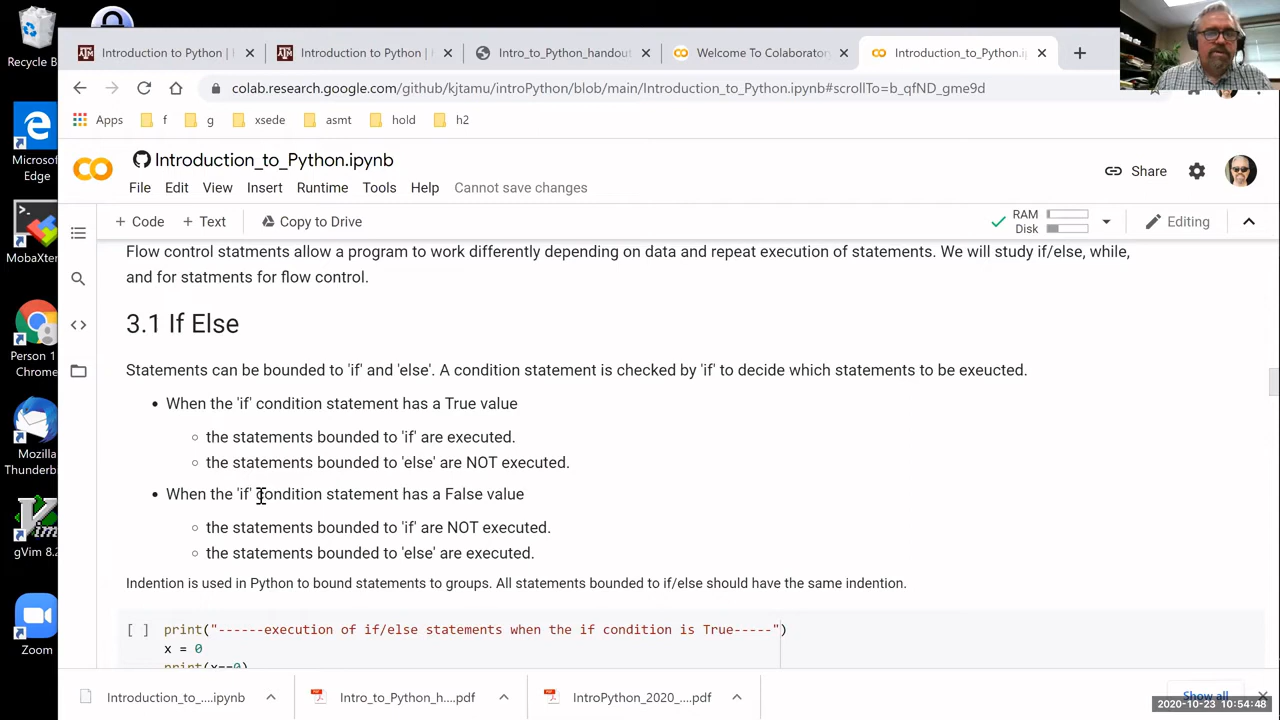 Recycle B
Introduction to Python |
Introduction to Python (
Intro_to_Python_handout
Welcome To Colaborator
Introduction_to_Python.i
colab.research.google.com/github/kjtamu/introPython/blob/main/Introduction_to_Python.ipynb#scrollTo=b_qfND_gme9d
Apps
f
g
xsede
asmt
hold
h2
Microsof
Edge
Introduction_to_Python.ipynb
File
Edit
View
Insert
Runtime
Tools
Help
Cannot save changes
Share
+ Code
+ Text
Copy to Drive
RAM
Disk
Editing
MobaXter
Flow control statments allow a program to work differently depending on data and repeat execution of statements. We will study if/else, while,
and for statments for flow control.
3.1 If Else
Person 1
Chrome
Statements can be bounded to 'if' and 'else'. A condition statement is checked by 'if' to decide which statements to be exeucted.
• When the 'if' condition statement has a True value
the statements bounded to 'if' are executed.
the statements bounded to 'else' are NOT executed.
Mozilla
Thunderb
• When the 'if' condition statement has a False value
the statements bounded to 'if' are NOT executed.
the statements bounded to 'else' are executed.
gVim 8.2
Indention is used in Python to bound statements to groups. All statements bounded to if/else should have the same indention.
[ ] print("------execution of if/else statements when the if condition is True-----")
x = 0
print(x==0)
Zoom
Introduction_to_....ipynb
Intro_to_Python_h....pdf
IntroPython_2020_....pdf
Show all
2020-10-23 10:54:48